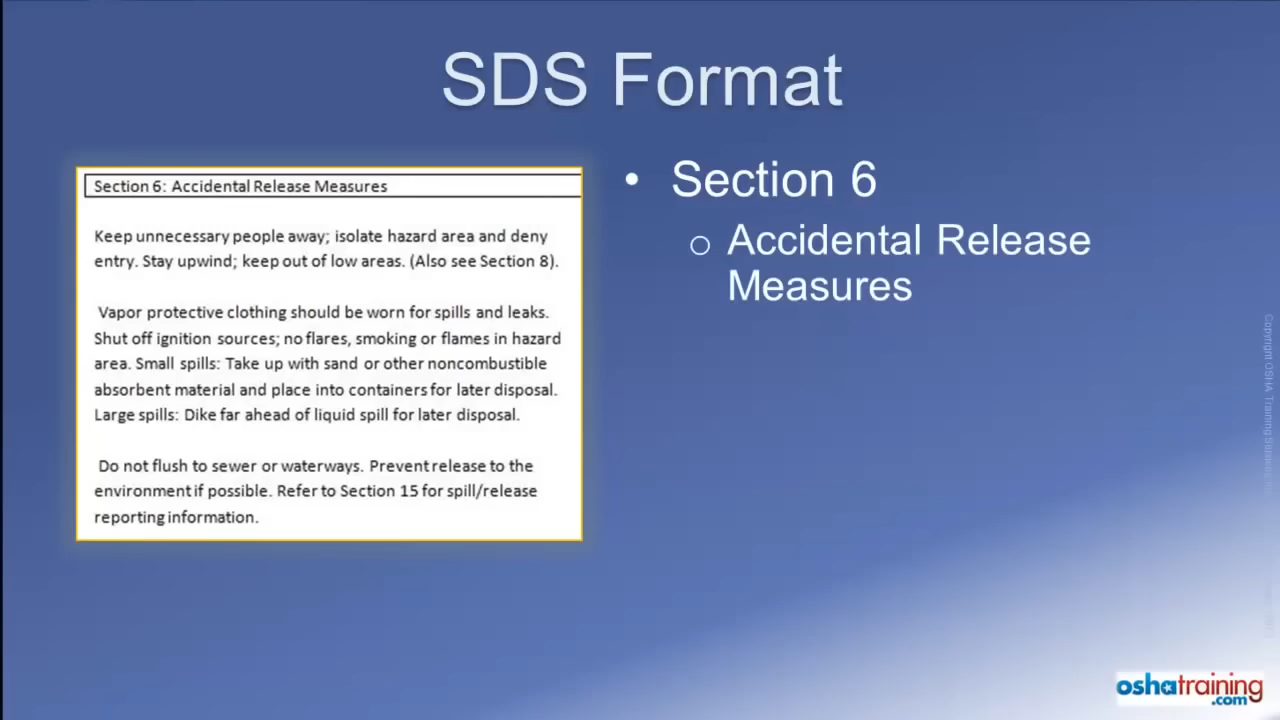 SDS Format
Section 6: Accidental Release Measures
Keep unnecessary people away; isolate hazard area and deny
entry. Stay upwind; keep out of low areas. (Also see Section 8).
Vapor protective clothing should be worn for spills and leaks.
Shut off ignition sources; no flares, smoking or flames in hazard
area. Small spills: Take up with sand or other noncombustible
absorbent material and place into containers for later disposal.
Large spills: Dike far ahead of liquid spill for later disposal.
Do not flush to sewer or waterways. Prevent release to the
environment if possible. Refer to Section 15 for spill/release
reporting information.
• Section 6
o Accidental Release
Measures
Copyright OSHA Training
oshatraining
.com